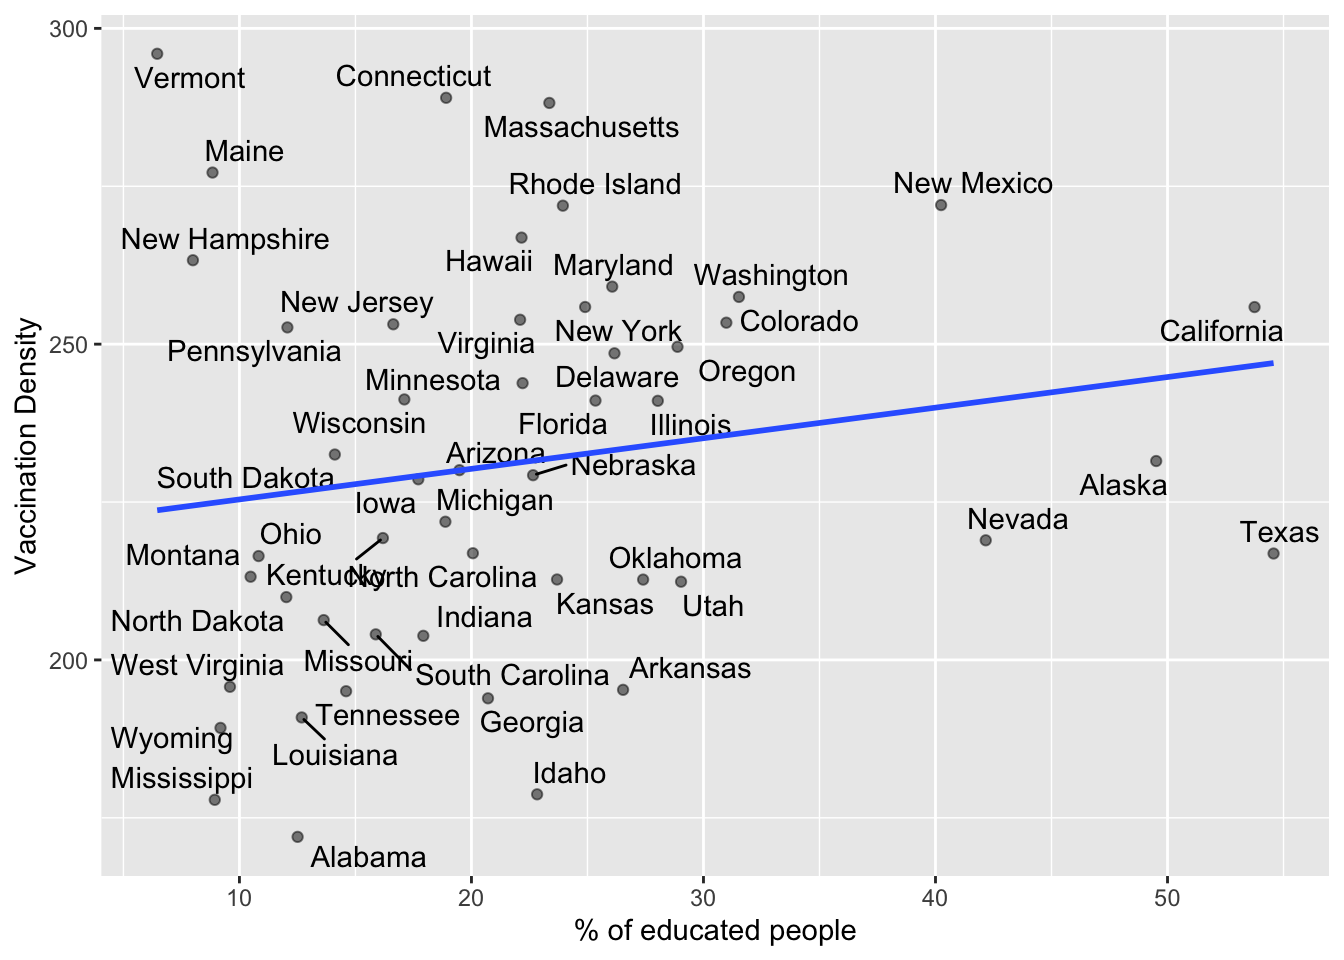 300
Vermont
Connecticut
Massachusetts
Maine
Rhode Island
New Mexico
New Hampshire
Hawaii
Maryland
Washington
New Jersey
Colorado
New York
California
Virginia
Pennsylvania
250
Oregon
Minnesota
Delaware
Wisconsin
Florida
Illinois
Arizona
Nebraska
South Dakota
Alaska
Iowa
Michigan
Nevada
Texas
Ohio
Montana
Oklahoma
Kentucky
North Carolina
Kansas
Utah
North Dakota
Indiana
West Virginia
Missouri
200
South Carolina
Arkansas
Tennessee
Georgia
Wyoming
Louisiana
Mississippi
Idaho
Alabama
Vaccination Density
10
20
30
40
50
% of educated people